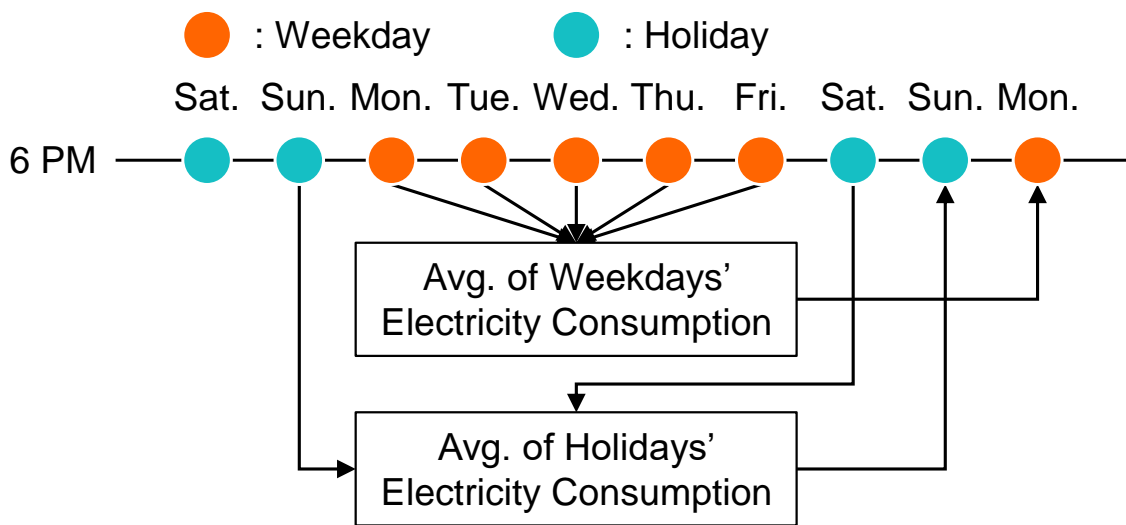 : Weekday : Holiday
Sat. Sun. Mon. Tue. Wed. Thu. Fri. Sat. Sun. Mon.
6 PM
Avg. of Weekdays’
Electricity Consumption
Avg. of Holidays’
Electricity Consumption